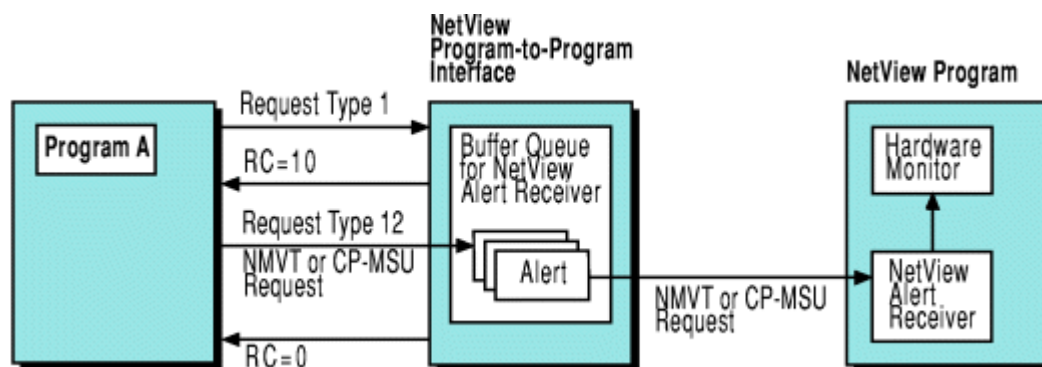 NetView
Program-to-Program
Interface
NetView Program
Program A
Request Type 1
RC=10
Request Type 12
NMVT or CP-MSU
Request
RC=0
Buffer Queue
for NetView
Alert Receiver
Alert
NMVT or CP-MSU
Request
Hardware
Monitor
NetView
Alert
Receiver